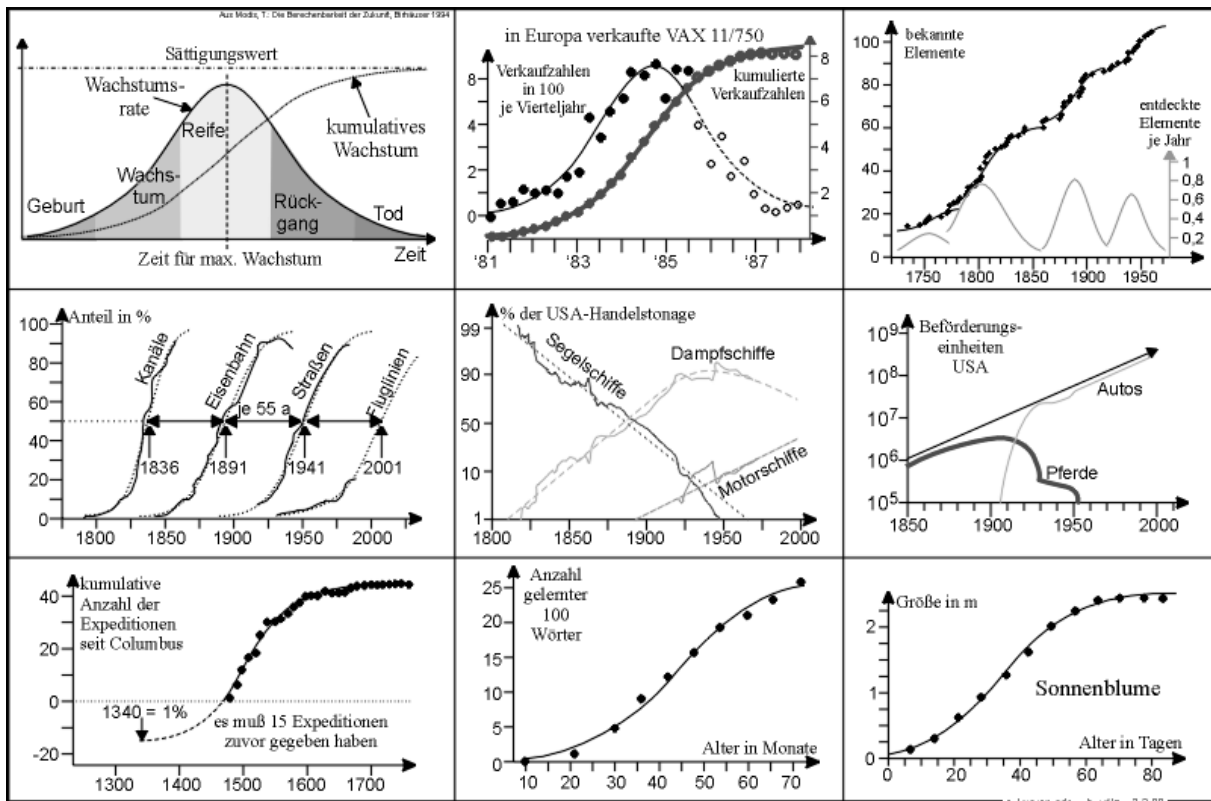 Aus Modis, T.: Die Berechenbarkeit der Zukunft, Birhäuser 1994
Sättigungswert
Wachstums-
rate
Reife
kumulatives
Wachstum
Wachs-
tum
Geburt
Rück-
gang
Tod
Zeit
Zeit für max. Wachstum
in Europa verkaufte VAX 11/750
Verkaufzahlen
in 100
je Vierteljahr
kumulierte
Verkaufzahlen
8
6
4
2
0
8
6
4
2
'81
'83
'85
'87
bekannte
Elemente
entdeckte
Elemente
je Jahr
100
80
60
40
20
0
1
0,8
0,6
0,4
0,2
1750
1800
1850
1900
1950
Anteil in %
100
80
60
40
20
0
Kanäle
Eisenbahn
Straßen
Fluglinien
je 55 a
1836
1891
1941
2001
1800
1850
1900
1950
2000
% der USA-Handelstonage
99
90
50
10
1
Segelschiffe
Dampfschiffe
Motorschiffe
1800
1850
1900
1950
2000
Beförderungs-
einheiten
USA
10⁹
10⁸
10⁷
10⁶
10⁵
Autos
Pferde
1850
1900
1950
2000
kumulative
Anzahl der
Expeditionen
seit Columbus
40
20
0
-20
1340 = 1%
es muß 15 Expeditionen
zuvor gegeben haben
1300
1400
1500
1600
1700
Anzahl
gelernter
100
Wörter
25
20
15
10
5
0
Alter in Monate
10
20
30
40
50
60
70
Größe in m
2
1
0
Sonnenblume
Alter in Tagen
0
20
40
60
80